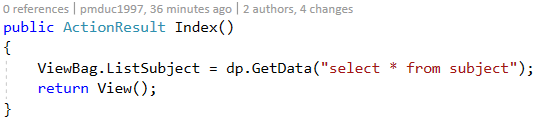 0 references | pmduc1997, 36 minutes ago | 2 authors, 4 changes
public ActionResult Index()
{
    ViewBag.ListSubject = dp.GetData("select * from subject");
    return View();
}